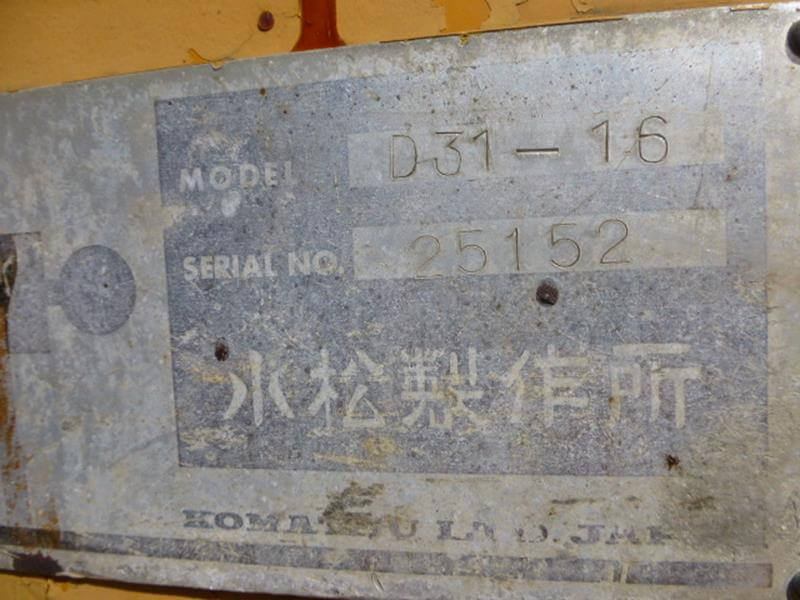 MODEL D31-16
SERIAL NO. 25152
小松製作所
KOMATSU LTD. JAPAN